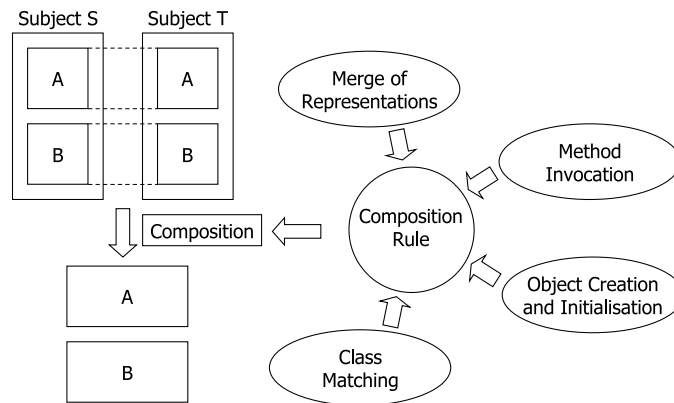 Subject S
Subject T
A
A
B
B
Composition
A
B
Merge of
Representations
Method
Invocation
Composition
Rule
Object Creation
and Initialisation
Class
Matching